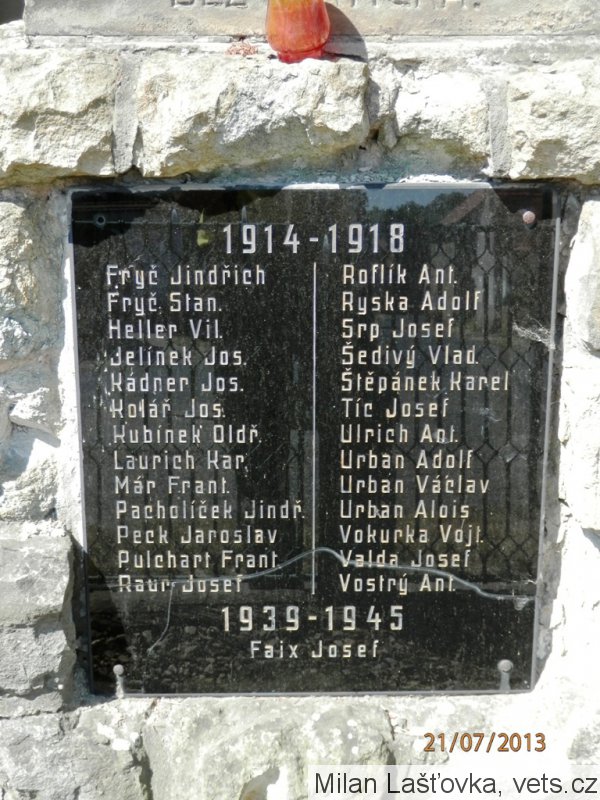 1914-1918
Fryč Jindřich
Fryč Stan.
Heller Vil.
Jelínek Jos.
Kádner Jos.
Kolář Jos.
Kubínek Oldř.
Laurich Kar.
Már Frant.
Pacholíček Jindř.
Peck Jaroslav
Pulchart Frant.
Raur Josef
Roflík Ant.
Ryska Adolf
Srp Josef
Šedivý Vlad.
Štěpánek Karel
Tíc Josef
Ulrich Ant.
Urban Adolf
Urban Václav
Urban Alois
Vokurka Vojt.
Valda Josef
Vostrý Ant.
1939-1945
Faix Josef
21/07/2013
Milan Lašťovka, vets.cz